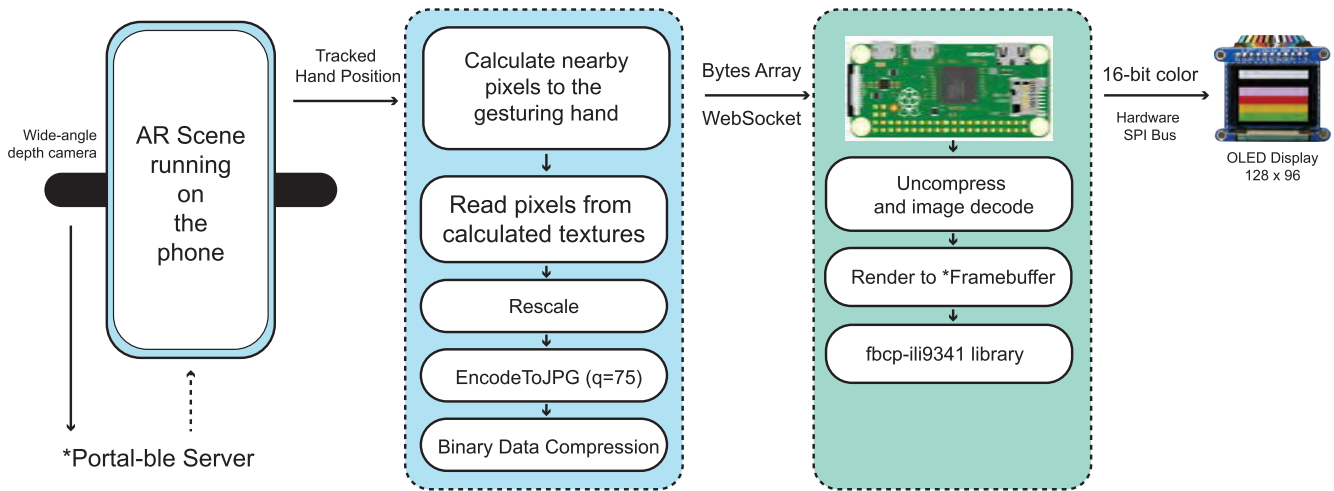 Wide-angle
depth camera
AR Scene
running
on
the
phone
*Portal-ble Server
Tracked
Hand Position
Calculate nearby
pixels to the
gesturing hand
Read pixels from
calculated textures
Rescale
EncodeToJPG (q=75)
Binary Data Compression
Bytes Array
WebSocket
Uncompress
and image decode
Render to *Framebuffer
fbcp-ili9341 library
16-bit color
Hardware
SPI Bus
OLED Display
128 x 96